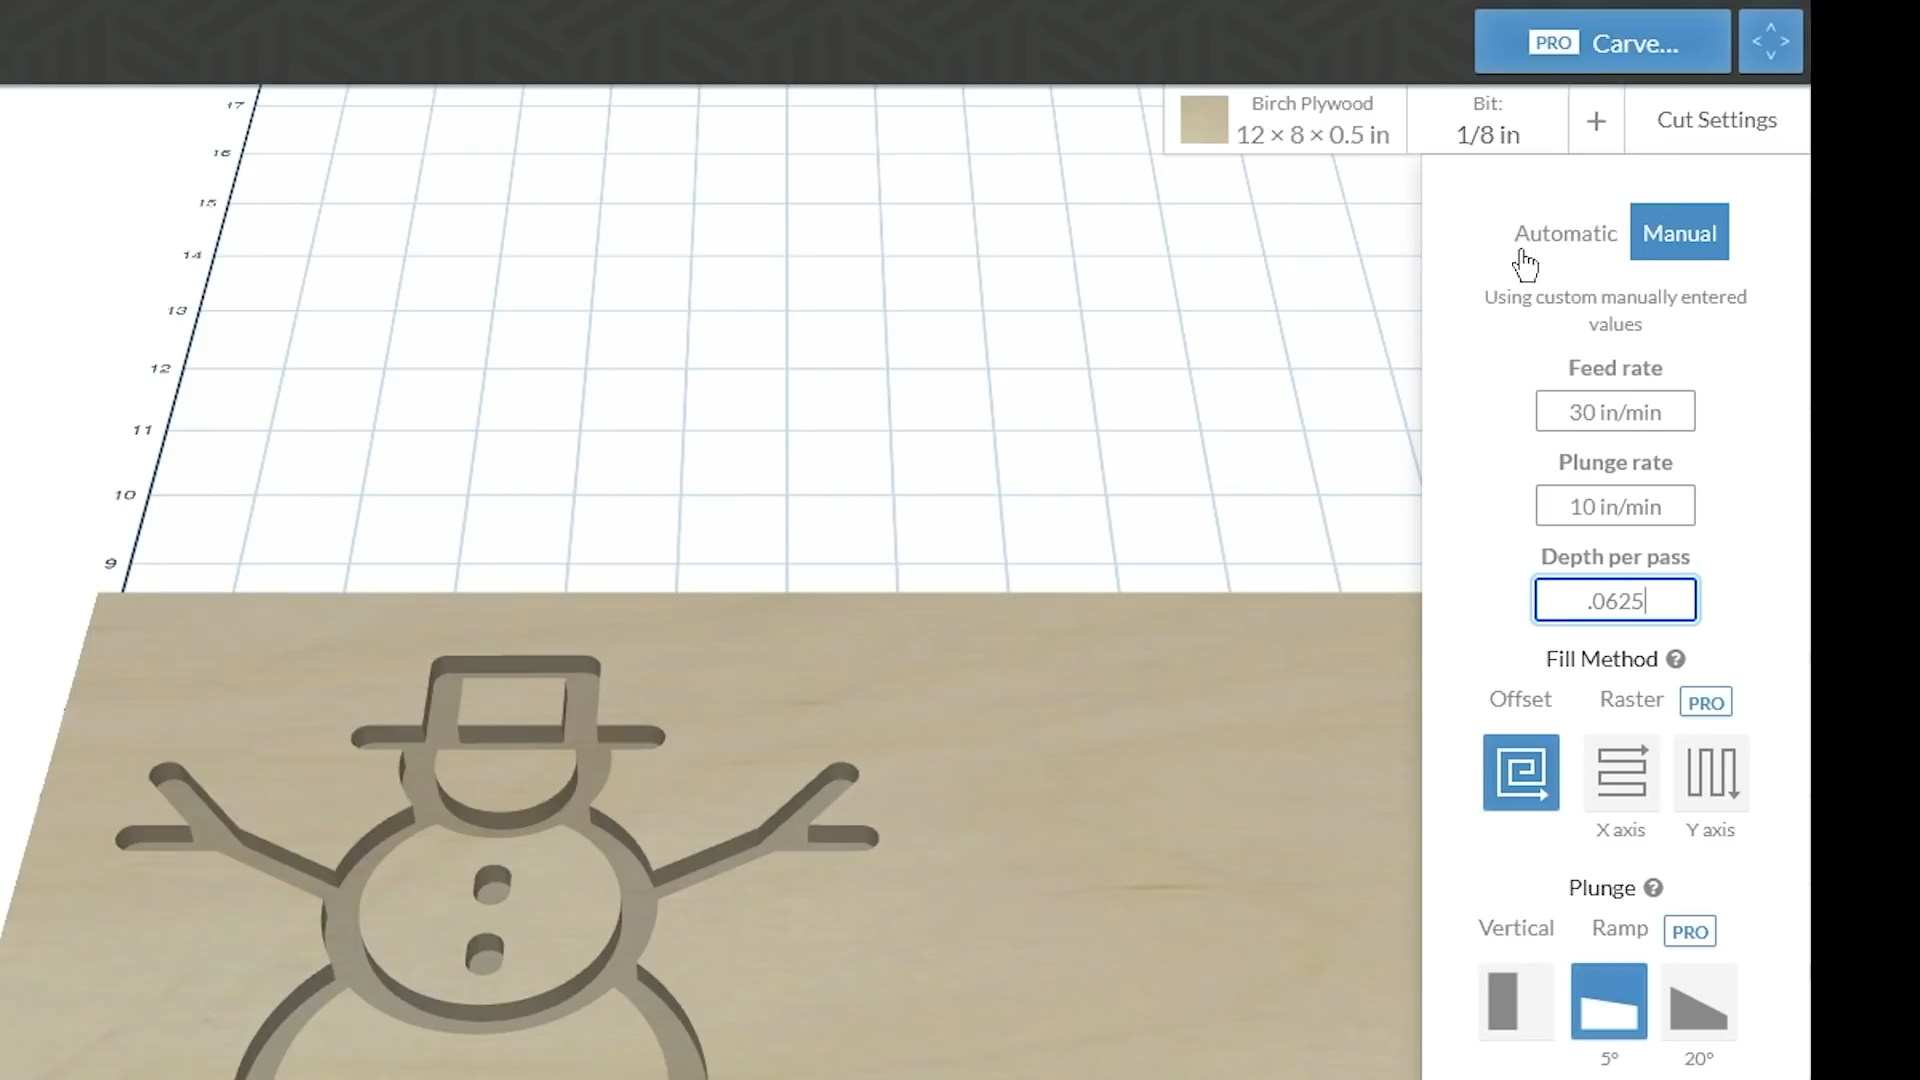 PRO Carve...
Birch Plywood
12 × 8 × 0.5 in
Bit:
1/8 in
+
Cut Settings
Automatic Manual
Using custom manually entered
values
Feed rate
30 in/min
Plunge rate
10 in/min
Depth per pass
.0625
Fill Method ?
Offset Raster PRO
X axis Y axis
Plunge ?
Vertical Ramp PRO
5° 20°
17
16
15
14
13
12
11
10
9